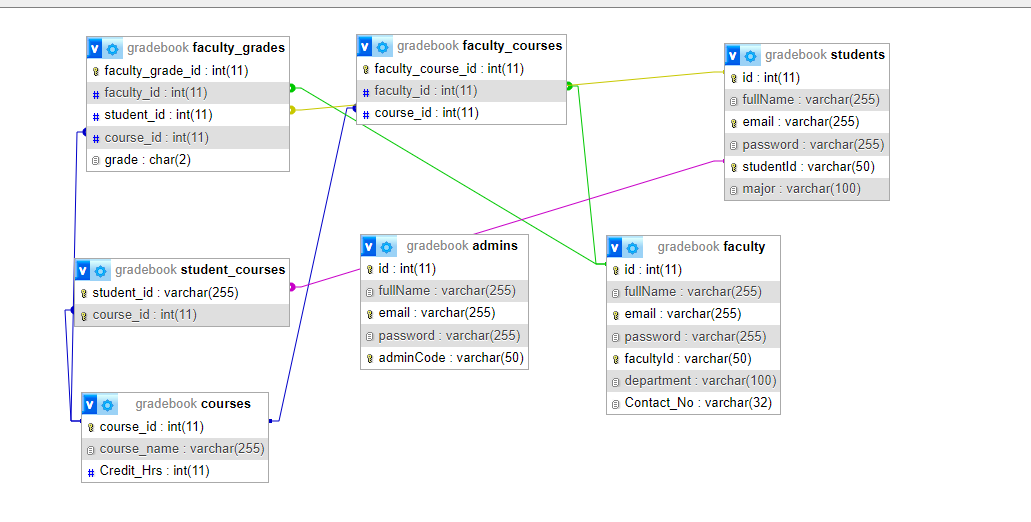 gradebook faculty_grades
faculty_grade_id : int(11)
faculty_id : int(11)
student_id : int(11)
course_id : int(11)
grade : char(2)
gradebook faculty_courses
faculty_course_id : int(11)
faculty_id : int(11)
course_id : int(11)
gradebook students
id : int(11)
fullName : varchar(255)
email : varchar(255)
password : varchar(255)
studentId : varchar(50)
major : varchar(100)
gradebook student_courses
student_id : varchar(255)
course_id : int(11)
gradebook admins
id : int(11)
fullName : varchar(255)
email : varchar(255)
password : varchar(255)
adminCode : varchar(50)
gradebook faculty
id : int(11)
fullName : varchar(255)
email : varchar(255)
password : varchar(255)
facultyId : varchar(50)
department : varchar(100)
Contact_No : varchar(32)
gradebook courses
course_id : int(11)
course_name : varchar(255)
Credit_Hrs : int(11)